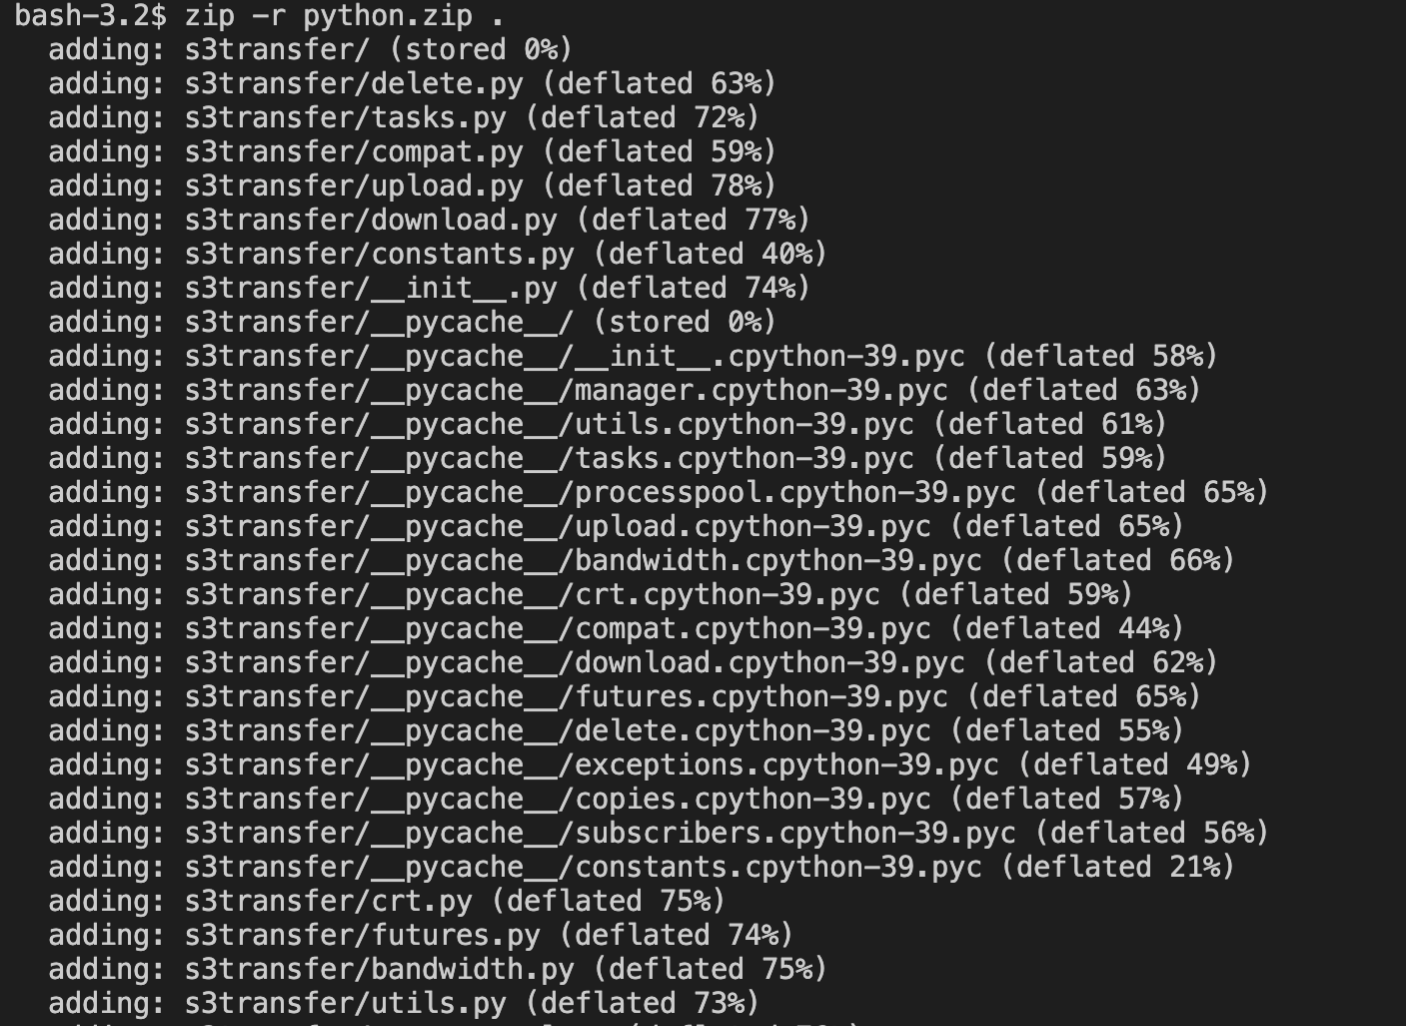 bash-3.2$ zip -r python.zip .
adding: s3transfer/ (stored 0%)
adding: s3transfer/delete.py (deflated 63%)
adding: s3transfer/tasks.py (deflated 72%)
adding: s3transfer/compat.py (deflated 59%)
adding: s3transfer/upload.py (deflated 78%)
adding: s3transfer/download.py (deflated 77%)
adding: s3transfer/constants.py (deflated 40%)
adding: s3transfer/__init__.py (deflated 74%)
adding: s3transfer/__pycache__/ (stored 0%)
adding: s3transfer/__pycache__/__init__.cpython-39.pyc (deflated 58%)
adding: s3transfer/__pycache__/manager.cpython-39.pyc (deflated 63%)
adding: s3transfer/__pycache__/utils.cpython-39.pyc (deflated 61%)
adding: s3transfer/__pycache__/tasks.cpython-39.pyc (deflated 59%)
adding: s3transfer/__pycache__/processpool.cpython-39.pyc (deflated 65%)
adding: s3transfer/__pycache__/upload.cpython-39.pyc (deflated 65%)
adding: s3transfer/__pycache__/bandwidth.cpython-39.pyc (deflated 66%)
adding: s3transfer/__pycache__/crt.cpython-39.pyc (deflated 59%)
adding: s3transfer/__pycache__/compat.cpython-39.pyc (deflated 44%)
adding: s3transfer/__pycache__/download.cpython-39.pyc (deflated 62%)
adding: s3transfer/__pycache__/futures.cpython-39.pyc (deflated 65%)
adding: s3transfer/__pycache__/delete.cpython-39.pyc (deflated 55%)
adding: s3transfer/__pycache__/exceptions.cpython-39.pyc (deflated 49%)
adding: s3transfer/__pycache__/copies.cpython-39.pyc (deflated 57%)
adding: s3transfer/__pycache__/subscribers.cpython-39.pyc (deflated 56%)
adding: s3transfer/__pycache__/constants.cpython-39.pyc (deflated 21%)
adding: s3transfer/crt.py (deflated 75%)
adding: s3transfer/futures.py (deflated 74%)
adding: s3transfer/bandwidth.py (deflated 75%)
adding: s3transfer/utils.py (deflated 73%)